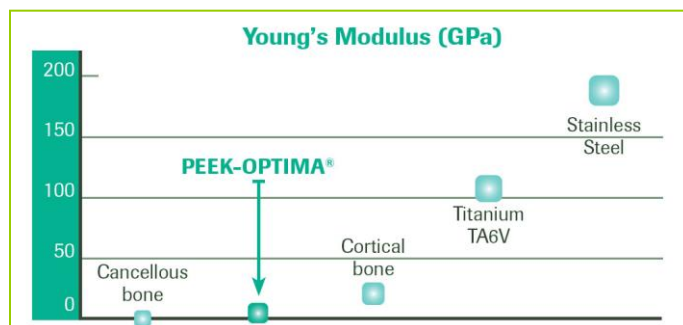 Young's Modulus (GPa)
200
150
100
50
0
Stainless
Steel
PEEK-OPTIMA®
Titanium
TA6V
Cortical
bone
Cancellous
bone